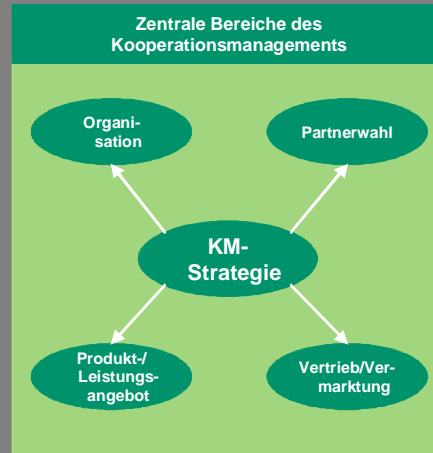 Zentrale Bereiche des
Kooperationsmanagements
Organi-
sation
Partnerwahl
KM-
Strategie
Produkt-/
Leistungs-
angebot
Vertrieb/Ver-
marktung